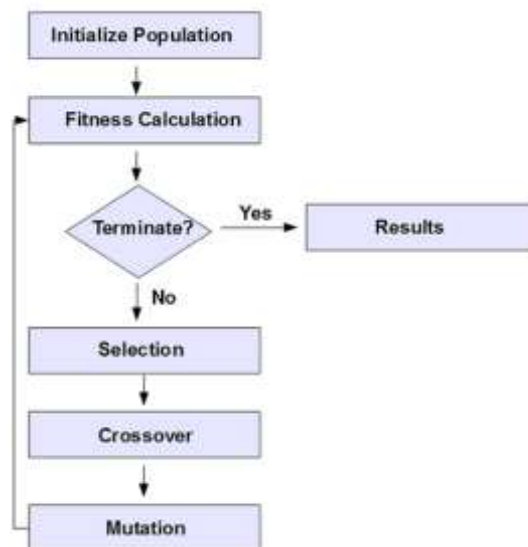 Initialize Population
Fitness Calculation
Terminate?
Yes
Results
No
Selection
Crossover
Mutation